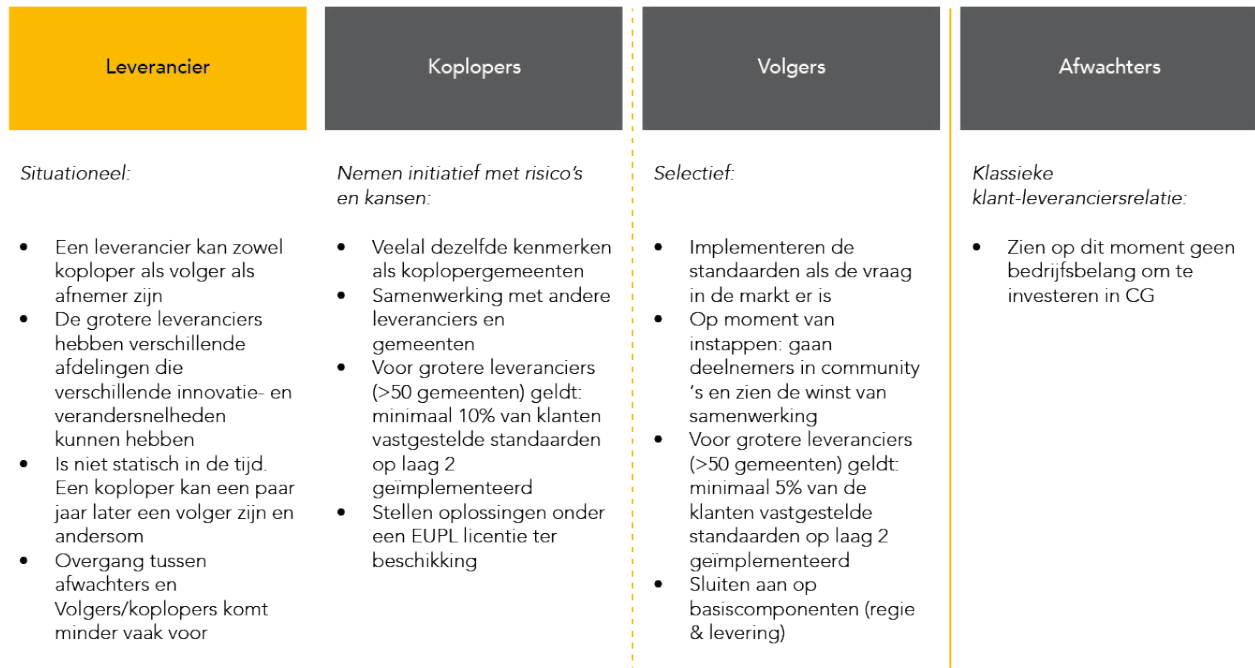 Leverancier
Situationeel:
• Een leverancier kan zowel
koploper als volger als
afnemer zijn
• De grotere leveranciers
hebben verschillende
afdelingen die
verschillende innovatie- en
verandersnelheden
kunnen hebben
• Is niet statisch in de tijd.
Een koploper kan een paar
jaar later een volger zijn en
andersom
• Overgang tussen
afwachters en
Volgers/koplopers komt
minder vaak voor
Koplopers
Nemen initiatief met risico’s
en kansen:
• Veelal dezelfde kenmerken
als koplopergemeenten
• Samenwerking met andere
leveranciers en
gemeenten
• Voor grotere leveranciers
(>50 gemeenten) geldt:
minimaal 10% van klanten
vastgestelde standaarden
op laag 2
geïmplementeerd
• Stellen oplossingen onder
een EUPL licentie ter
beschikking
Volgers
Selectief:
• Implementeren de
standaarden als de vraag
in de markt er is
• Op moment van
instappen: gaan
deelnemers in community
‘s en zien de winst van
samenwerking
• Voor grotere leveranciers
(>50 gemeenten) geldt:
minimaal 5% van de
klanten vastgestelde
standaarden op laag 2
geïmplementeerd
• Sluiten aan op
basiscomponenten (regie
& levering)
Afwachters
Klassieke
klant-leveranciersrelatie:
• Zien op dit moment geen
bedrijfsbelang om te
investeren in CG